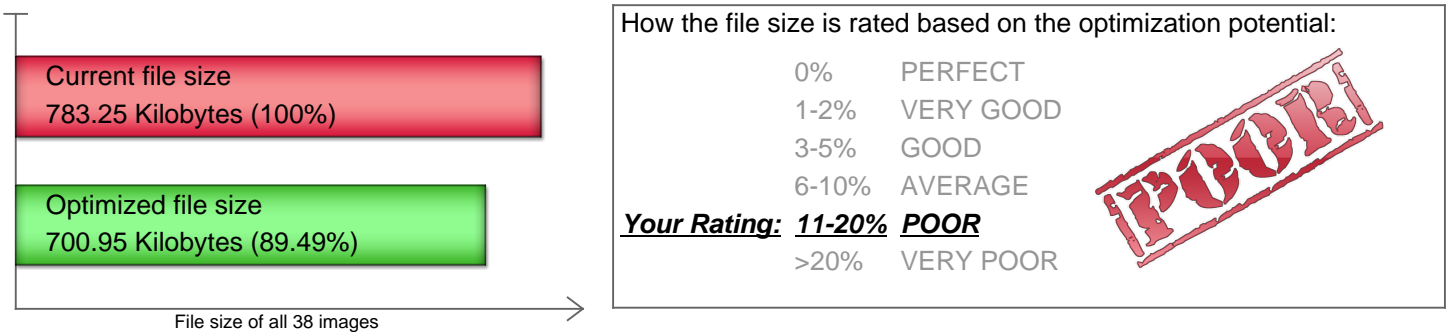 Current file size
783.25 Kilobytes (100%)
Optimized file size
700.95 Kilobytes (89.49%)
File size of all 38 images
How the file size is rated based on the optimization potential:
0% PERFECT
1-2% VERY GOOD
3-5% GOOD
6-10% AVERAGE
Your Rating: 11-20% POOR
>20% VERY POOR
POOR